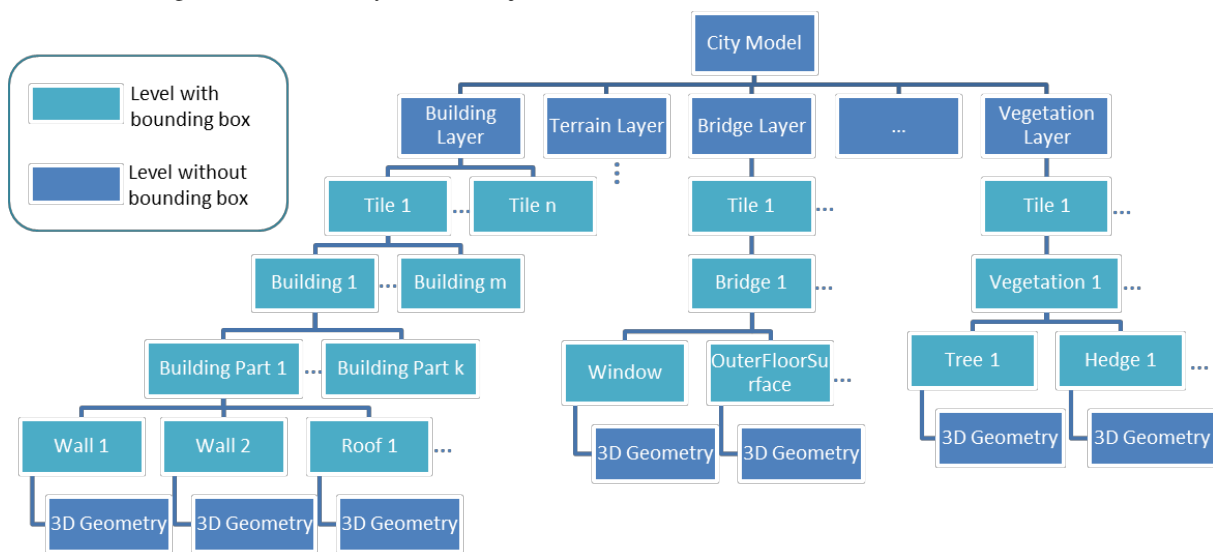 City Model
Level with
bounding box
Level without
bounding box
Building
Layer
Terrain Layer
Bridge Layer
...
Vegetation
Layer
Tile 1
...
Tile n
Tile 1
...
Tile 1
...
Building 1
...
Building m
Bridge 1
...
Vegetation 1
...
Building Part 1
...
Building Part k
Window
OuterFloorSu
rface
...
Tree 1
Hedge 1
...
Wall 1
Wall 2
Roof 1
...
3D Geometry
3D Geometry
3D Geometry
3D Geometry
3D Geometry
3D Geometry
3D Geometry